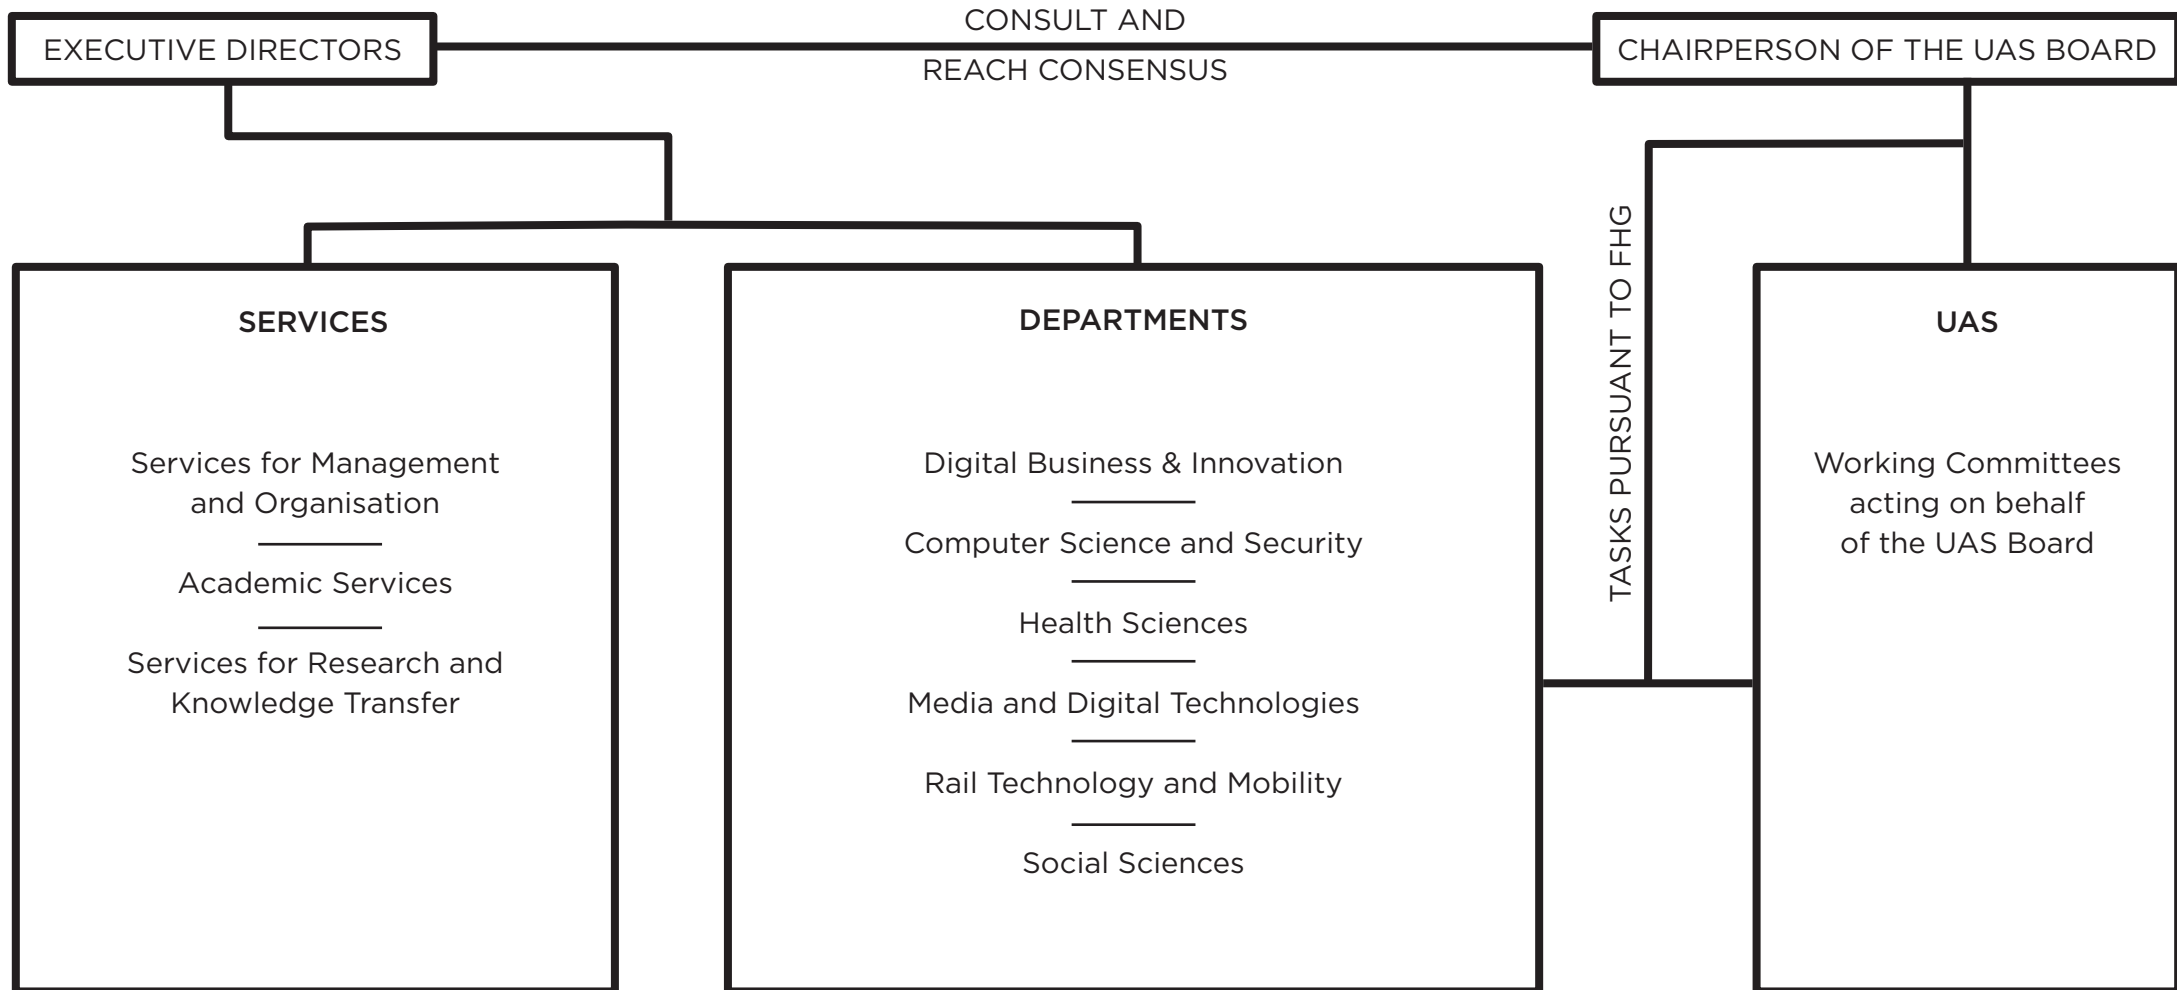 EXECUTIVE DIRECTORS
CONSULT AND
REACH CONSENSUS
CHAIRPERSON OF THE UAS BOARD
SERVICES
Services for Management
and Organisation
Academic Services
Services for Research and
Knowledge Transfer
DEPARTMENTS
Digital Business & Innovation
Computer Science and Security
Health Sciences
Media and Digital Technologies
Rail Technology and Mobility
Social Sciences
TASKS PURSUANT TO FHG
UAS
Working Committees
acting on behalf
of the UAS Board